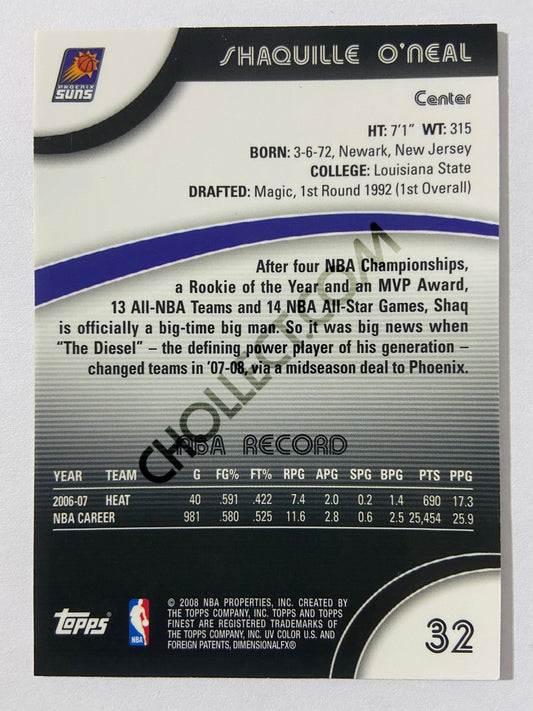 SHAQUILLE O'NEAL
PHOENIX
SUNS
Center
HT: 7'1" WT: 315
BORN: 3-6-72, Newark, New Jersey
COLLEGE: Louisiana State
DRAFTED: Magic, 1st Round 1992 (1st Overall)
After four NBA Championships,
a Rookie of the Year and an MVP Award,
13 All-NBA Teams and 14 NBA All-Star Games, Shaq
is officially a big-time big man. So it was big news when
"The Diesel" – the defining power player of his generation –
changed teams in '07-08, via a midseason deal to Phoenix.
CHOLLECT.COM
NBA RECORD
YEAR TEAM G FG% FT% RPG APG SPG BPG PTS PPG
2006-07 HEAT 40 .591 .422 7.4 2.0 0.2 1.4 690 17.3
NBA CAREER 981 .580 .525 11.6 2.8 0.6 2.5 25,454 25.9
Topps
NBA
© 2008 NBA PROPERTIES, INC. CREATED BY
THE TOPPS COMPANY, INC. TOPPS AND TOPPS
FINEST ARE REGISTERED TRADEMARKS OF
THE TOPPS COMPANY, INC. UV COLOR U.S. AND
FOREIGN PATENTS, DIMENSIONALFX®
32